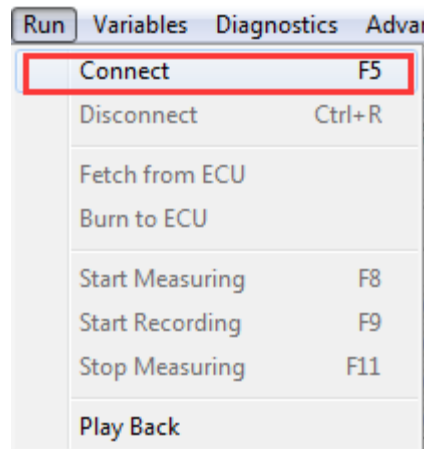 Run Variables Diagnostics Adva
Connect F5
Disconnect Ctrl+R
Fetch from ECU
Burn to ECU
Start Measuring F8
Start Recording F9
Stop Measuring F11
Play Back